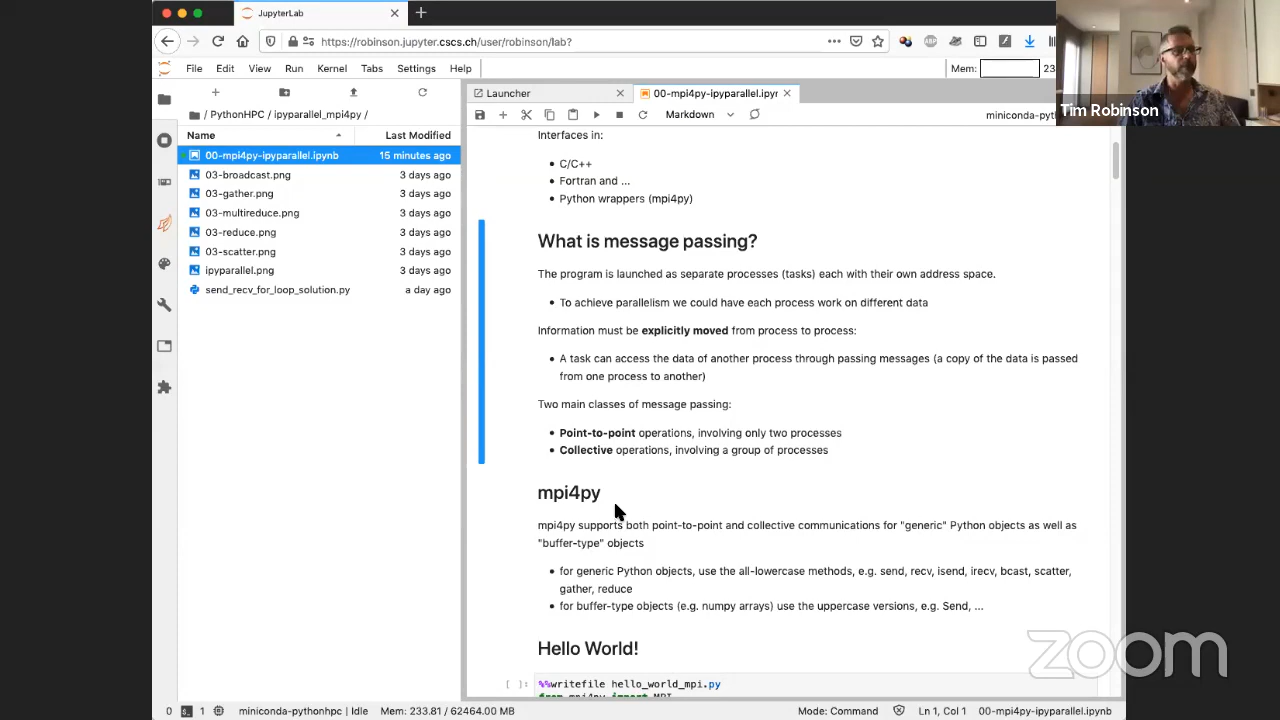 JupyterLab
https://robinson.jupyter.cscs.ch/user/robinson/lab?
ABP
File Edit View Run Kernel Tabs Settings Help
Mem: 23
Tim Robinson
/ PythonHPC / ipyparallel_mpi4py /
Name Last Modified
00-mpi4py-ipyparallel.ipynb 15 minutes ago
03-broadcast.png 3 days ago
03-gather.png 3 days ago
03-multireduce.png 3 days ago
03-reduce.png 3 days ago
03-scatter.png 3 days ago
ipyparallel.png 3 days ago
send_recv_for_loop_solution.py a day ago
Launcher
00-mpi4py-ipyparallel.ipyr
Markdown
miniconda-pyth
Interfaces in:
• C/C++
• Fortran and ...
• Python wrappers (mpi4py)
What is message passing?
The program is launched as separate processes (tasks) each with their own address space.
• To achieve parallelism we could have each process work on different data
Information must be explicitly moved from process to process:
• A task can access the data of another process through passing messages (a copy of the data is passed
from one process to another)
Two main classes of message passing:
• Point-to-point operations, involving only two processes
• Collective operations, involving a group of processes
mpi4py
mpi4py supports both point-to-point and collective communications for "generic" Python objects as well as
"buffer-type" objects
• for generic Python objects, use the all-lowercase methods, e.g. send, recv, isend, irecv, bcast, scatter,
gather, reduce
• for buffer-type objects (e.g. numpy arrays) use the uppercase versions, e.g. Send, ...
Hello World!
[ ]: %%writefile hello_world_mpi.py
from mpi4py import MPI
zoom
0 1 miniconda-pythonhpc | Idle Mem: 233.81 / 62464.00 MB Mode: Command Ln 1, Col 1 00-mpi4py-ipyparallel.ipynb